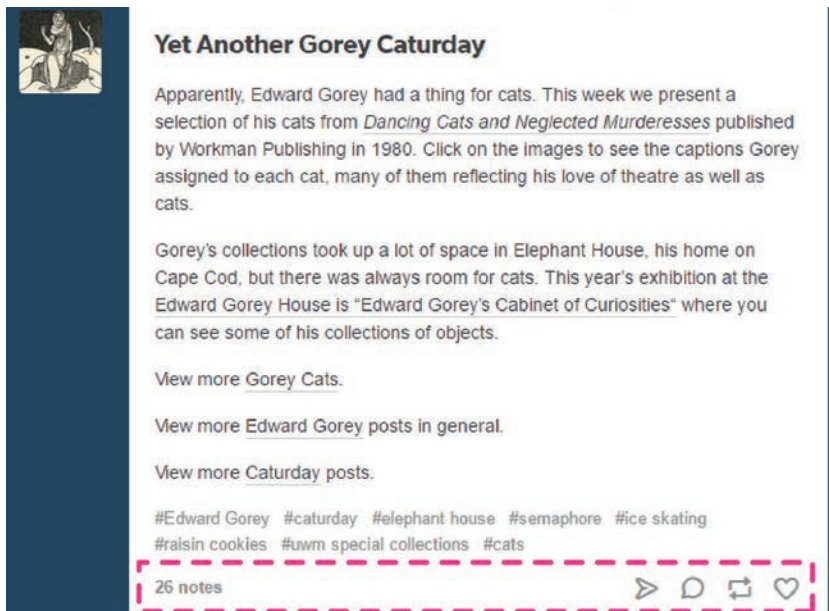 Yet Another Gorey Caturday
Apparently, Edward Gorey had a thing for cats. This week we present a
selection of his cats from Dancing Cats and Neglected Murderesses published
by Workman Publishing in 1980. Click on the images to see the captions Gorey
assigned to each cat, many of them reflecting his love of theatre as well as
cats.
Gorey's collections took up a lot of space in Elephant House, his home on
Cape Cod, but there was always room for cats. This year's exhibition at the
Edward Gorey House is “Edward Gorey's Cabinet of Curiosities“ where you
can see some of his collections of objects.
View more Gorey Cats.
View more Edward Gorey posts in general.
View more Caturday posts.
#Edward Gorey #caturday #elephant house #semaphore #ice skating
#raisin cookies #uwm special collections #cats
26 notes